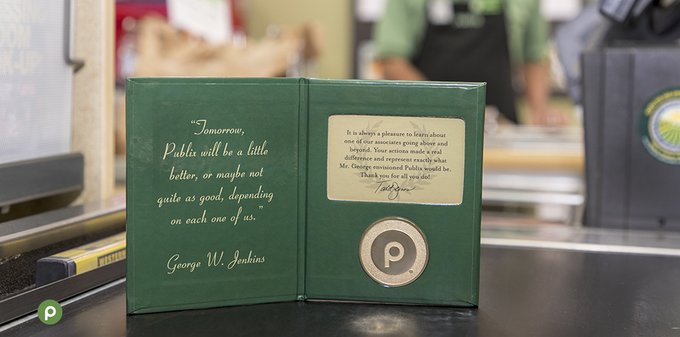 “Tomorrow,
Publix will be a little
better, or maybe not
quite as good, depending
on each one of us.”
George W. Jenkins
It is always a pleasure to learn about
one of our associates going above and
beyond. Your actions made a real
difference and represent exactly what
Mr. George envisioned Publix would be.
Thank you for all you do!
p
WESTERN
p